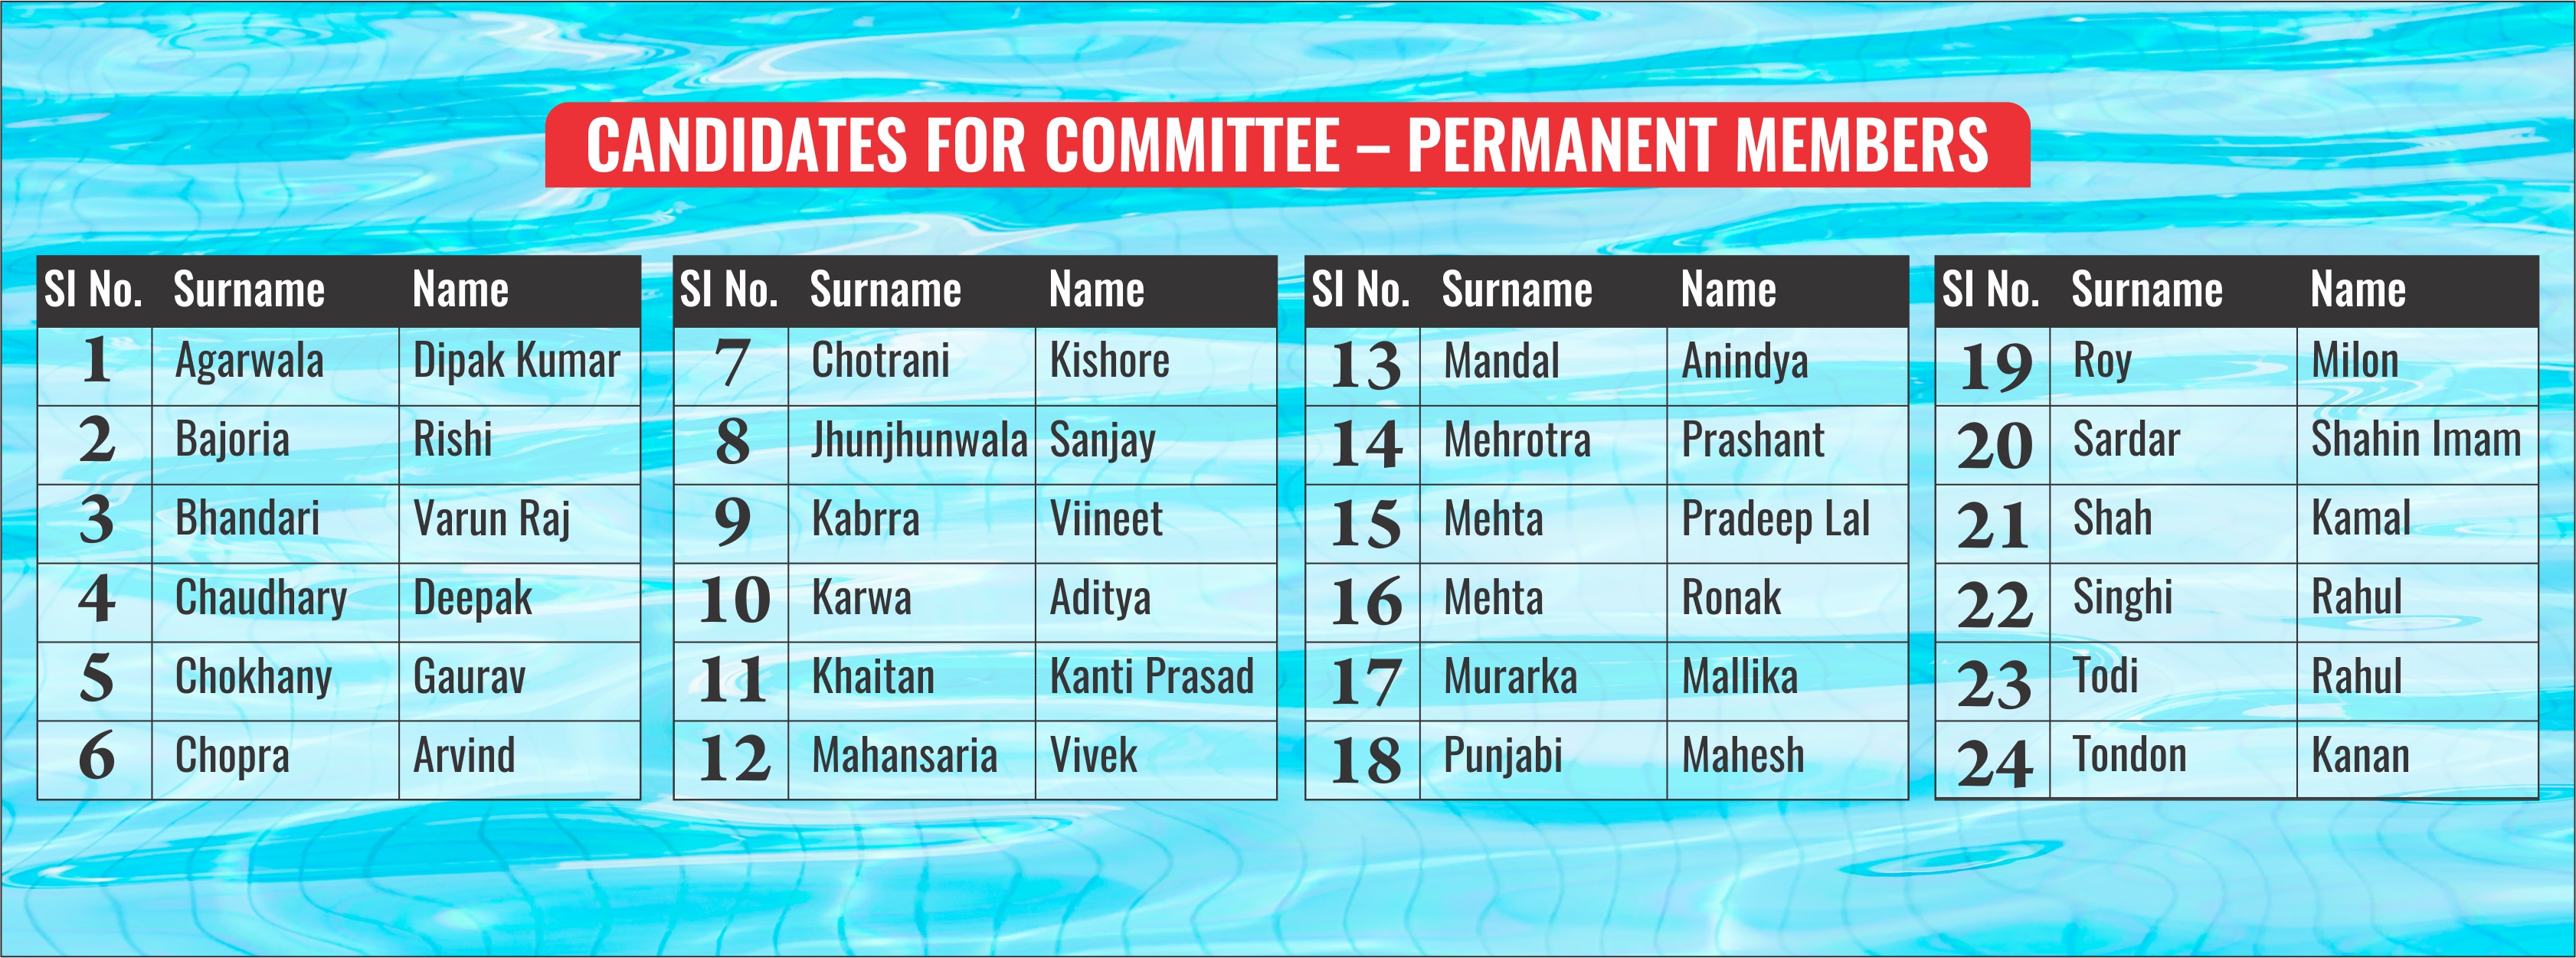 CANDIDATES FOR COMMITTEE – PERMANENT MEMBERS
Sl No. Surname Name
1 Agarwala Dipak Kumar
2 Bajoria Rishi
3 Bhandari Varun Raj
4 Chaudhary Deepak
5 Chokhany Gaurav
6 Chopra Arvind
Sl No. Surname Name
7 Chotrani Kishore
8 Jhunjhunwala Sanjay
9 Kabrra Viineet
10 Karwa Aditya
11 Khaitan Kanti Prasad
12 Mahansaria Vivek
Sl No. Surname Name
13 Mandal Anindya
14 Mehrotra Prashant
15 Mehta Pradeep Lal
16 Mehta Ronak
17 Murarka Mallika
18 Punjabi Mahesh
Sl No. Surname Name
19 Roy Milon
20 Sardar Shahin Imam
21 Shah Kamal
22 Singhi Rahul
23 Todi Rahul
24 Tondon Kanan